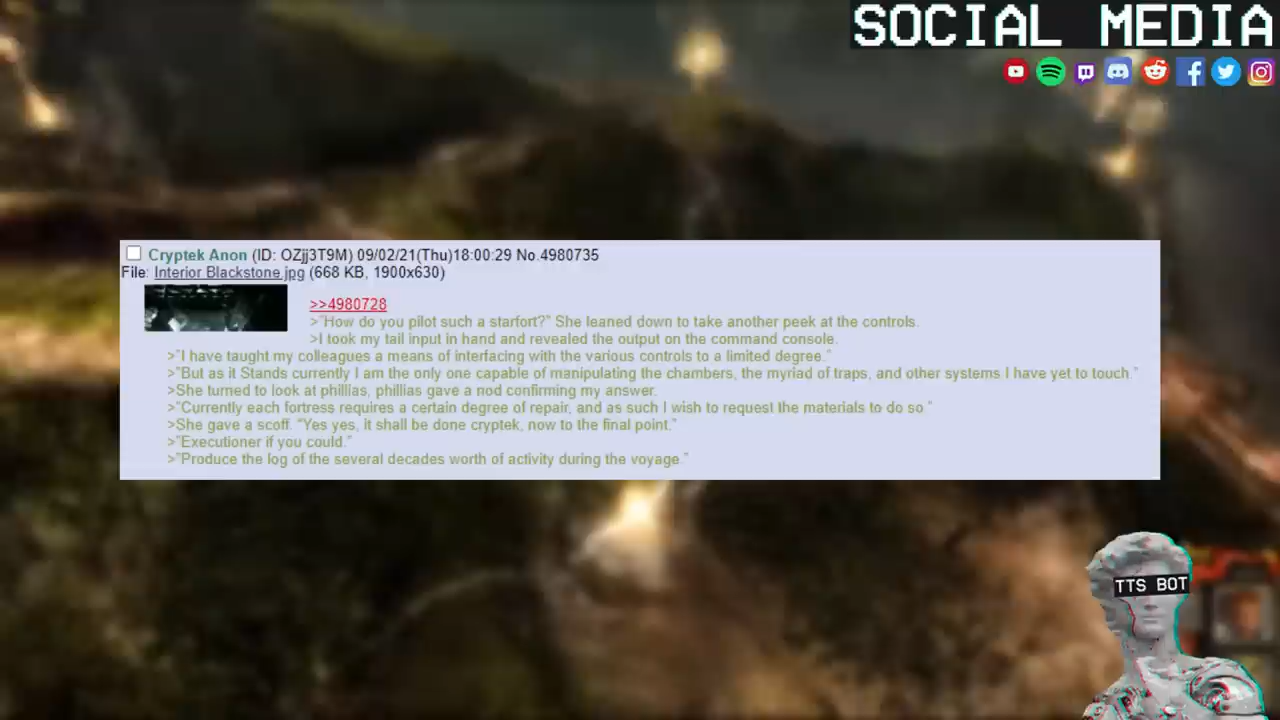 SOCIAL MEDIA
Cryptek Anon (ID: OZjj3T9M) 09/02/21(Thu)18:00:29 No.4980735
File: Interior Blackstone.jpg (668 KB, 1900x630)
>>4980728
>"How do you pilot such a starfort?" She leaned down to take another peek at the controls.
>I took my tail input in hand and revealed the output on the command console.
>"I have taught my colleagues a means of interfacing with the various controls to a limited degree."
>"But as it Stands currently I am the only one capable of manipulating the chambers, the myriad of traps, and other systems I have yet to touch."
>She turned to look at phillias, phillias gave a nod confirming my answer.
>"Currently each fortress requires a certain degree of repair, and as such I wish to request the materials to do so."
>She gave a scoff. "Yes yes, it shall be done cryptek, now to the final point."
>"Executioner if you could."
>"Produce the log of the several decades worth of activity during the voyage."
TTS BOT